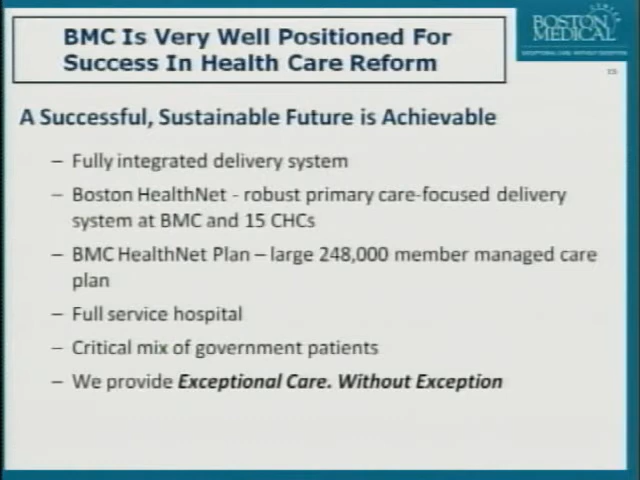 BMC Is Very Well Positioned For
Success In Health Care Reform
BOSTON
MEDICAL
CENTER
EXCEPTIONAL CARE. WITHOUT EXCEPTION
A Successful, Sustainable Future is Achievable
– Fully integrated delivery system
– Boston HealthNet - robust primary care-focused delivery
system at BMC and 15 CHCs
– BMC HealthNet Plan – large 248,000 member managed care
plan
– Full service hospital
– Critical mix of government patients
– We provide Exceptional Care. Without Exception